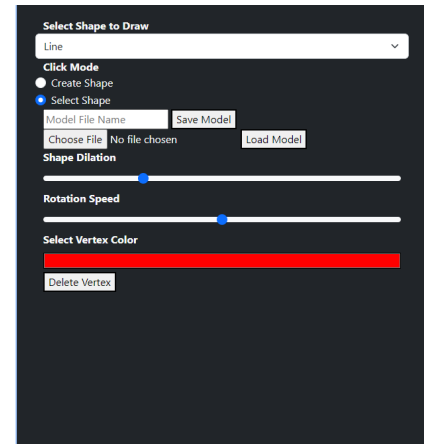 Select Shape to Draw
Line
Click Mode
Create Shape
Select Shape
Model File Name Save Model
Choose File No file chosen Load Model
Shape Dilation
Rotation Speed
Select Vertex Color
Delete Vertex